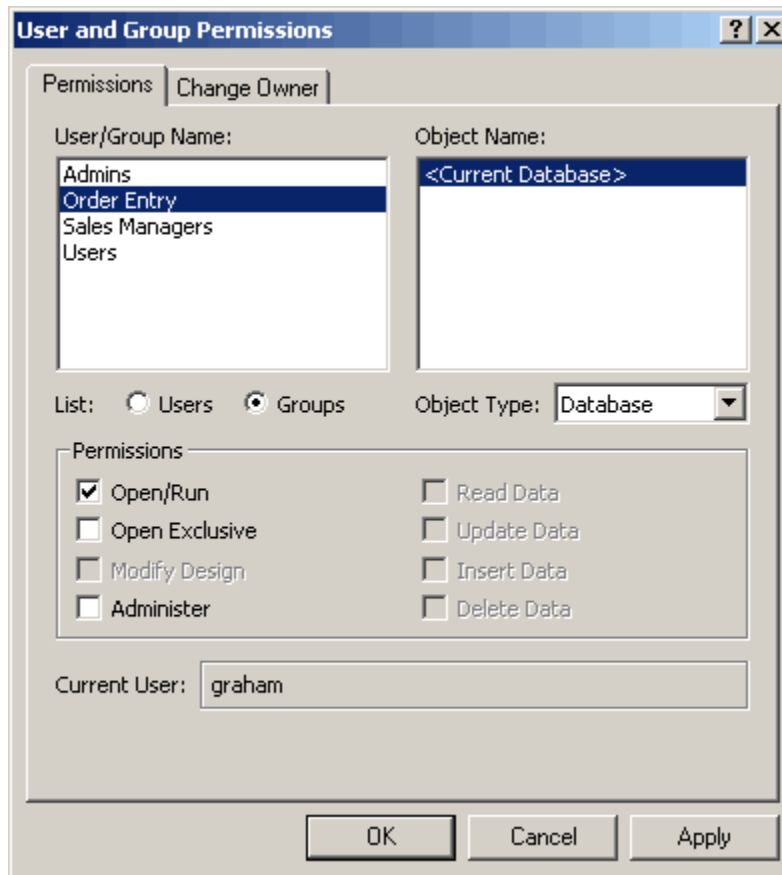 User and Group Permissions
Permissions
Change Owner
User/Group Name:
Object Name:
Admins
Order Entry
Sales Managers
Users
<Current Database>
List: Users Groups
Object Type: Database
Permissions
Open/Run
Read Data
Open Exclusive
Update Data
Modify Design
Insert Data
Administer
Delete Data
Current User: graham
OK
Cancel
Apply